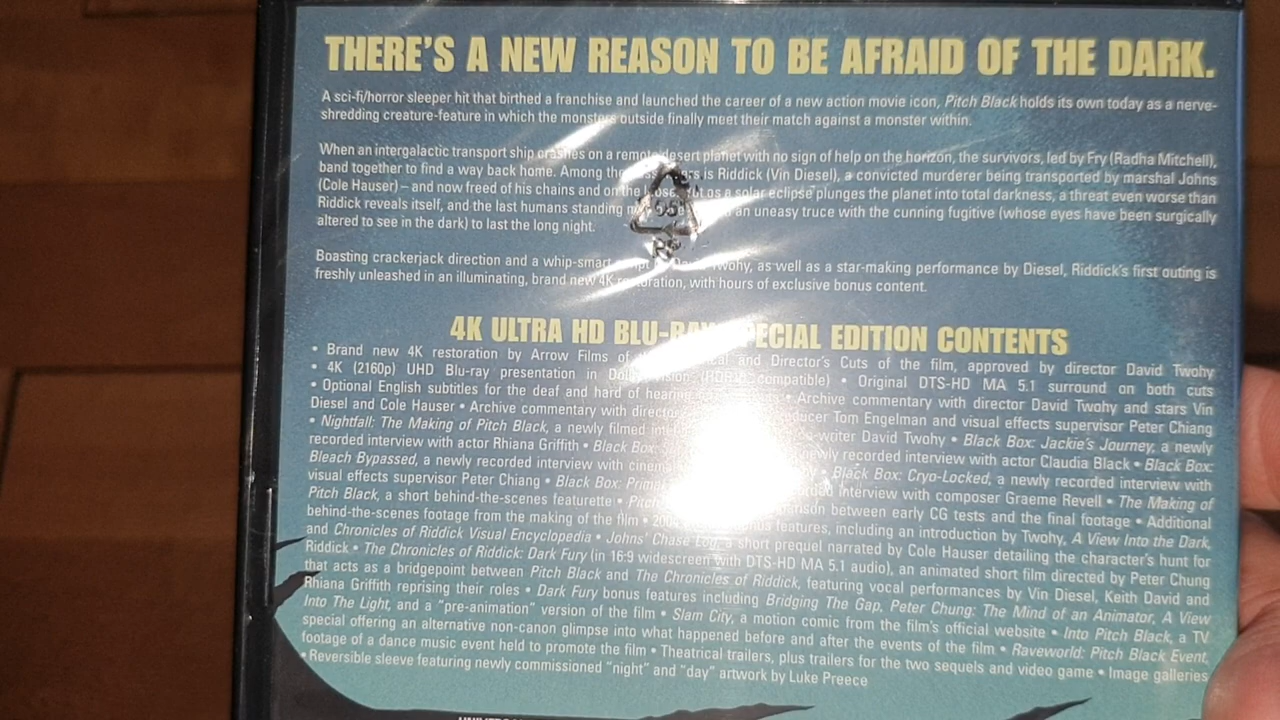 THERE'S A NEW REASON TO BE AFRAID OF THE DARK.
A sci-fi/horror sleeper hit that birthed a franchise and launched the career of a new action movie icon, Pitch Black holds its own today as a nerve-
shredding creature-feature in which the monsters outside finally meet their match against a monster within.
When an intergalactic transport ship crashes on a remote desert planet with no sign of help on the horizon, the survivors, led by Fry (Radha Mitchell),
band together to find a way back home. Among the is Riddick (Vin Diesel), a convicted murderer being transported by marshal Johns
(Cole Hauser) – and now freed of his chains and on the loose. But as a solar eclipse plunges the planet into total darkness, a threat even worse than
Riddick reveals itself, and the last humans standing an uneasy truce with the cunning fugitive (whose eyes have been surgically
altered to see in the dark) to last the long night.
Boasting crackerjack direction and a whip-smart script by David Twohy, as well as a star-making performance by Diesel, Riddick's first outing is
freshly unleashed in an illuminating, brand new 4K restoration, with hours of exclusive bonus content.
4K ULTRA HD BLU-RAY SPECIAL EDITION CONTENTS
• Brand new 4K restoration by Arrow Films of and Director's Cuts of the film, approved by director David Twohy
• 4K (2160p) UHD Blu-ray presentation in Dolby Vision (HDR10 compatible) • Original DTS-HD MA 5.1 surround on both cuts
• Optional English subtitles for the deaf and hard of hearing • Archive commentary with director David Twohy and stars Vin
Diesel and Cole Hauser • Archive commentary with director producer Tom Engelman and visual effects supervisor Peter Chiang
• Nightfall: The Making of Pitch Black, a newly filmed David Twohy • Black Box: Jackie's Journey, a newly
recorded interview with actor Rhiana Griffith • Black Box: newly recorded interview with actor Claudia Black • Black Box:
Bleach Bypassed, a newly recorded interview with • Black Box: Cryo-Locked, a newly recorded interview with
visual effects supervisor Peter Chiang • Black Box: interview with composer Graeme Revell • The Making of
Pitch Black, a short behind-the-scenes featurette • between early CG tests and the final footage • Additional
behind-the-scenes footage from the making of the film • features, including an introduction by Twohy, A View Into the Dark,
and Chronicles of Riddick Visual Encyclopedia • Johns' Chase Log, a short prequel narrated by Cole Hauser detailing the character's hunt for
Riddick • The Chronicles of Riddick: Dark Fury (in 16:9 widescreen with DTS-HD MA 5.1 audio), an animated short film directed by Peter Chung
that acts as a bridgepoint between Pitch Black and The Chronicles of Riddick, featuring vocal performances by Vin Diesel, Keith David and
Rhiana Griffith reprising their roles • Dark Fury bonus features including Bridging The Gap, Peter Chung: The Mind of an Animator, A View
Into The Light, and a "pre-animation" version of the film • Slam City, a motion comic from the film's official website • Into Pitch Black, a TV
special offering an alternative non-canon glimpse into what happened before and after the events of the film • Raveworld: Pitch Black Event,
footage of a dance music event held to promote the film • Theatrical trailers, plus trailers for the two sequels and video game • Image galleries
• Reversible sleeve featuring newly commissioned "night" and "day" artwork by Luke Preece